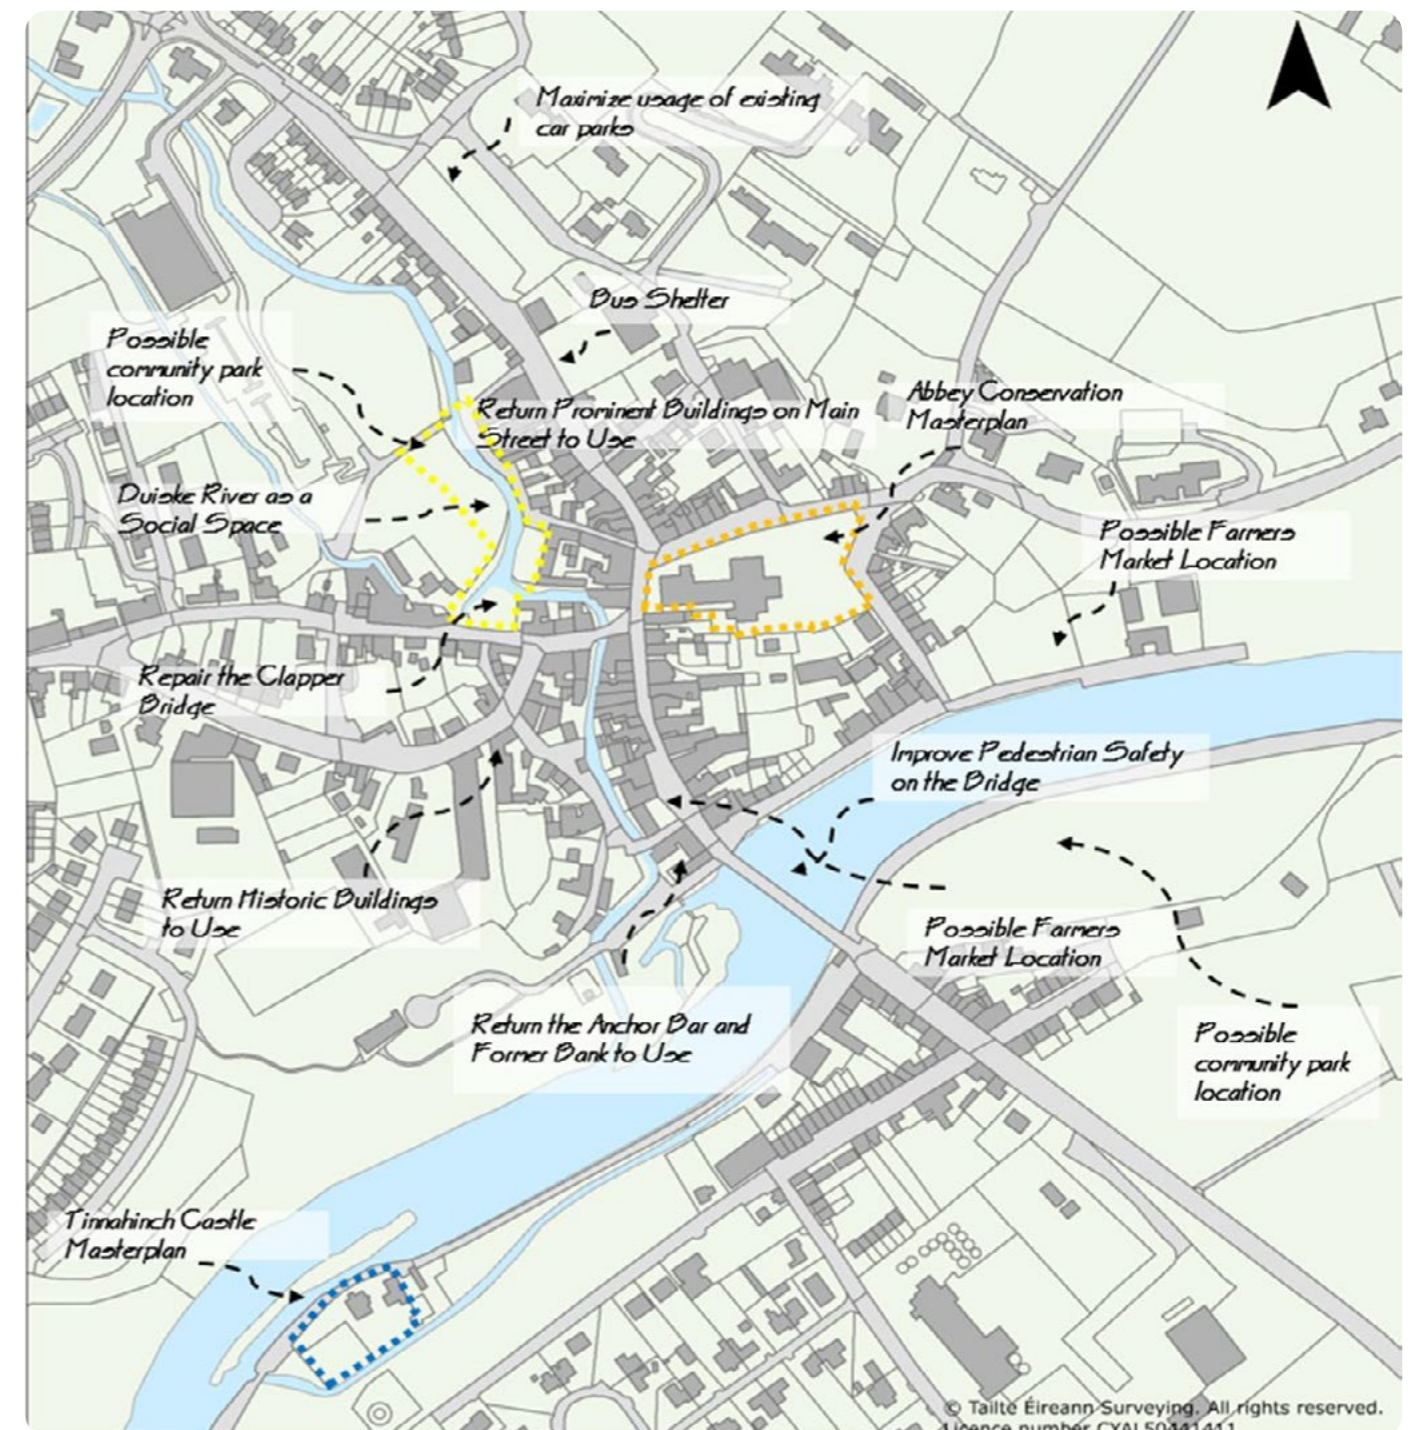 Maximize usage of existing
car parks
Bus Shelter
Possible
community park
location
Return Prominent Buildings on Main
Street to Use
Abbey Conservation
Masterplan
Duiske River as a
Social Space
Possible Farmers
Market Location
Repair the Clapper
Bridge
Improve Pedestrian Safety
on the Bridge
Return Historic Buildings
to Use
Possible Farmers
Market Location
Return the Anchor Bar and
Former Bank to Use
Possible
community park
location
Tinnahinch Castle
Masterplan
© Tailte Éireann Surveying. All rights reserved.
Licence number CYAL50441411